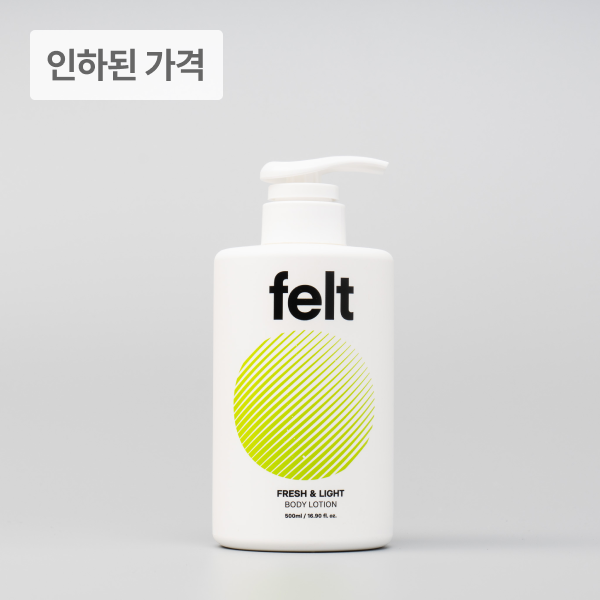 인하된 가격
felt
FRESH & LIGHT
BODY LOTION
500ml / 16.90 fl. oz.